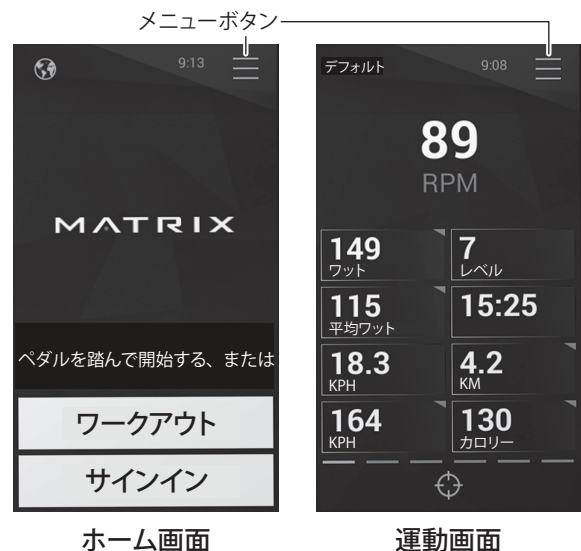 メニューボタン
9:13
MATRIX
ペダルを踏んで開始する、または
ワークアウト
サインイン
ホーム画面
デフォルト
9:08
89
RPM
149
ワット
7
レベル
115
平均ワット
15:25
18.3
KPH
4.2
KM
164
KPH
130
カロリー
運動画面